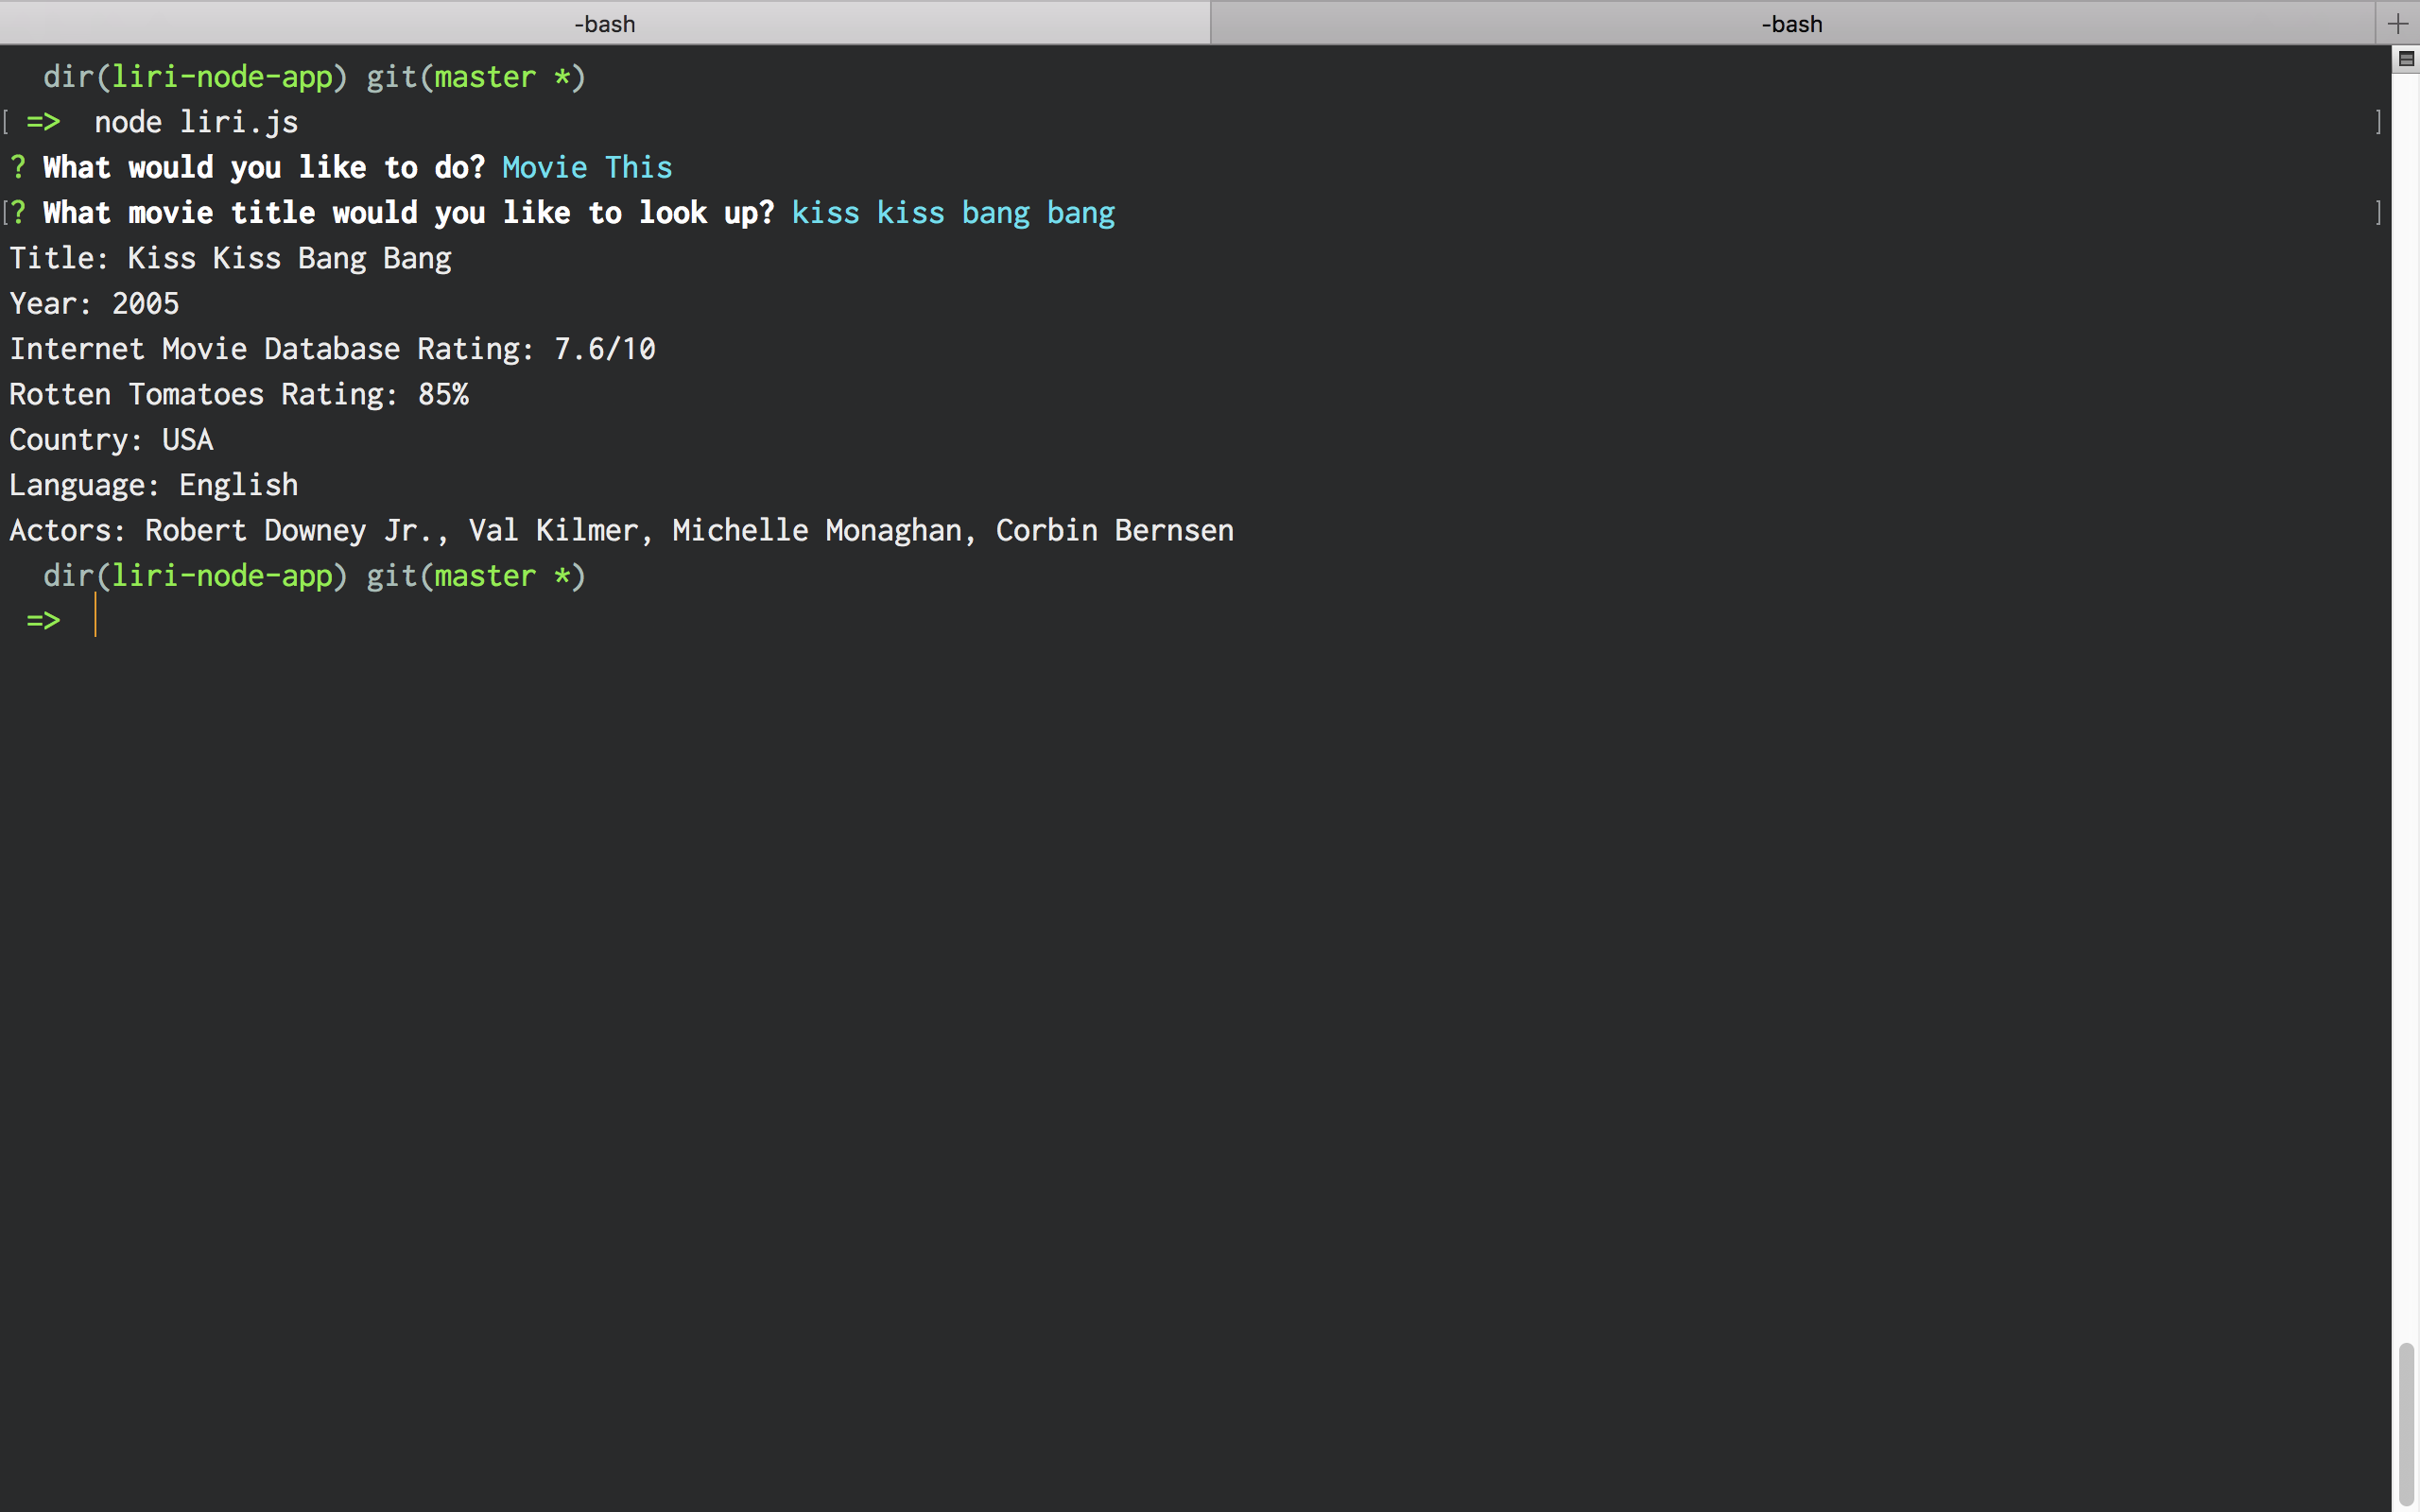 -bash -bash
dir(liri-node-app) git(master *)
[ => node liri.js ]
? What would you like to do? Movie This
[? What movie title would you like to look up? kiss kiss bang bang ]
Title: Kiss Kiss Bang Bang
Year: 2005
Internet Movie Database Rating: 7.6/10
Rotten Tomatoes Rating: 85%
Country: USA
Language: English
Actors: Robert Downey Jr., Val Kilmer, Michelle Monaghan, Corbin Bernsen
dir(liri-node-app) git(master *)
=>